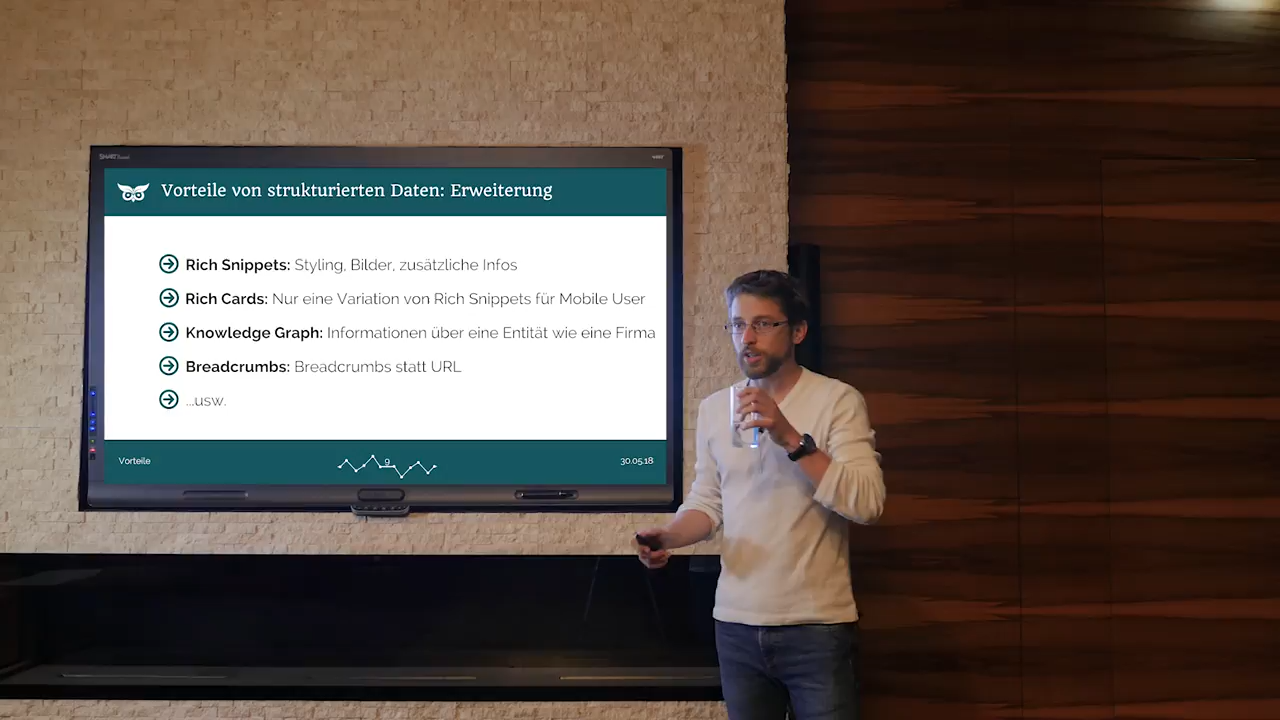 SMART
Vorteile von strukturierten Daten: Erweiterung
Rich Snippets: Styling, Bilder, zusätzliche Infos
Rich Cards: Nur eine Variation von Rich Snippets für Mobile User
Knowledge Graph: Informationen über eine Entität wie eine Firma
Breadcrumbs: Breadcrumbs statt URL
...usw.
Vorteile
9
30.05.18